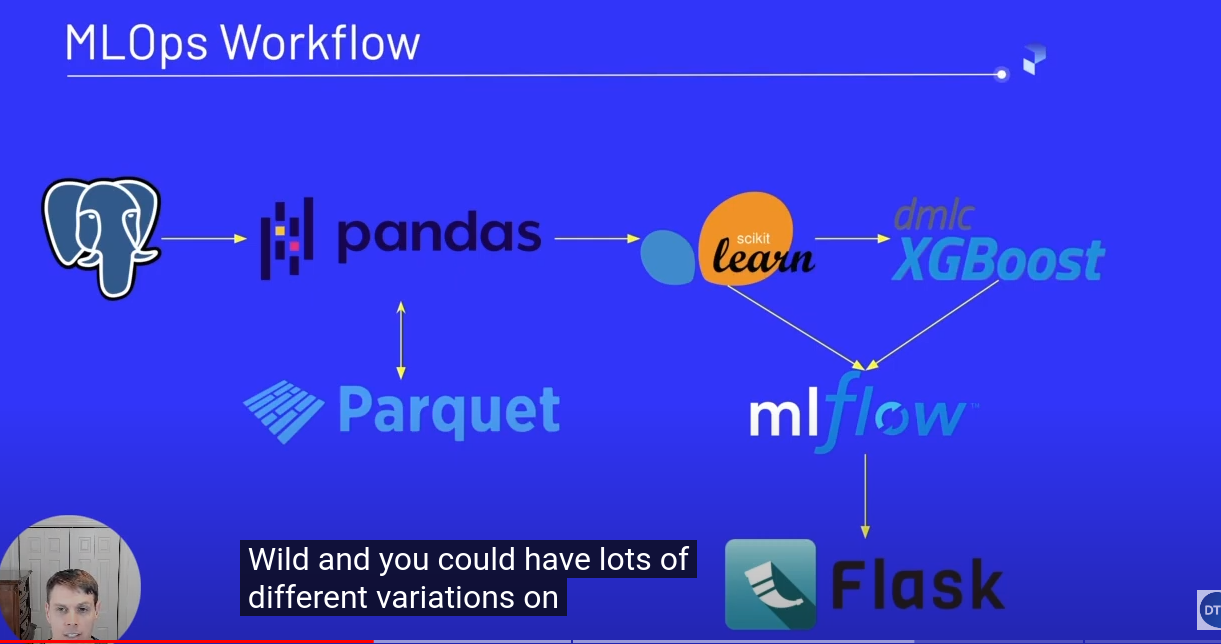 MLOps Workflow
pandas
scikit
learn
dmlc
XGBoost
Parquet
mlflow™
Flask
Wild and you could have lots of
different variations on
DT